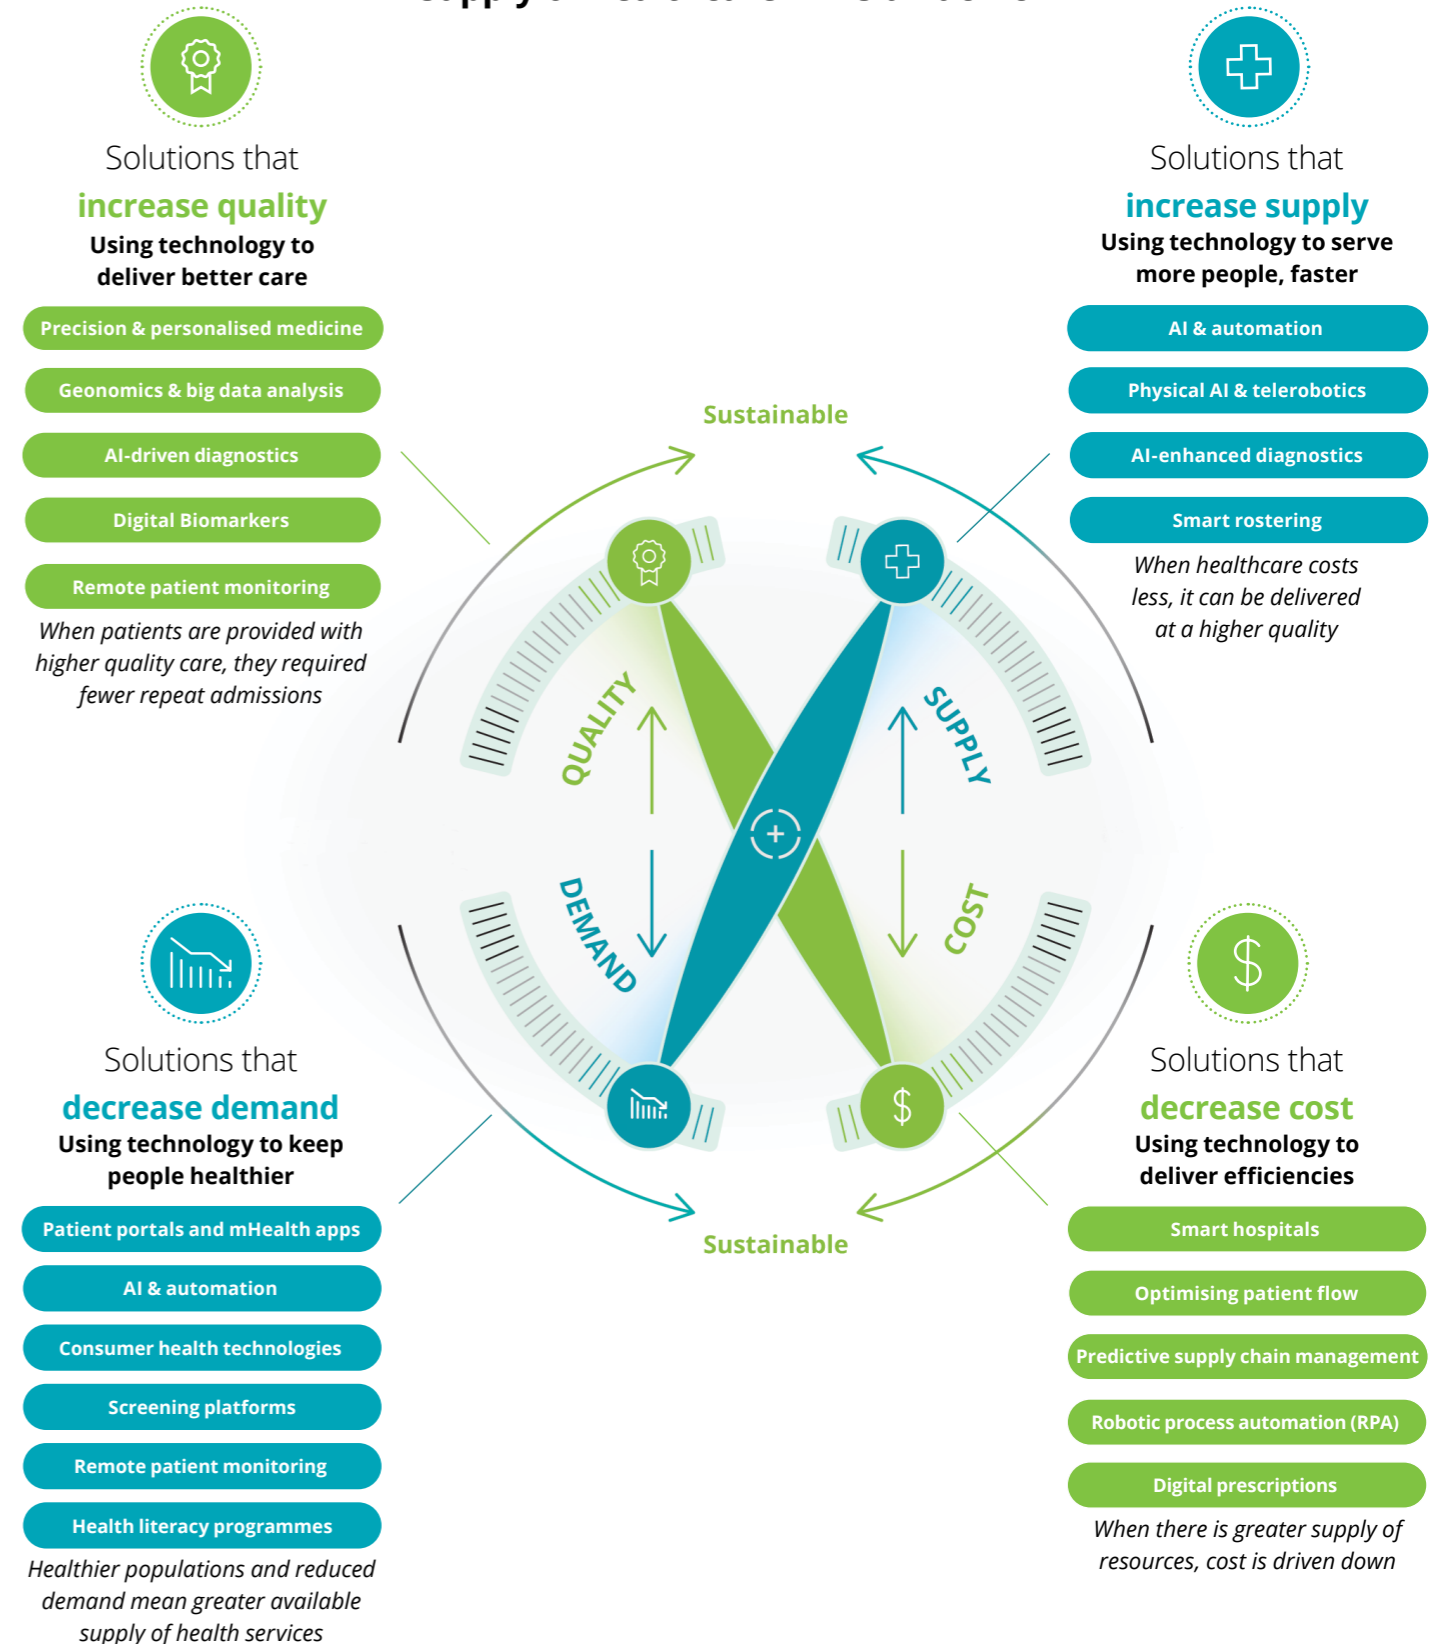 Solutions that
increase quality
Using technology to
deliver better care
Precision & personalised medicine
Geonomics & big data analysis
AI-driven diagnostics
Digital Biomarkers
Remote patient monitoring
When patients are provided with
higher quality care, they required
fewer repeat admissions
Solutions that
increase supply
Using technology to serve
more people, faster
AI & automation
Physical AI & telerobotics
AI-enhanced diagnostics
Smart rostering
When healthcare costs
less, it can be delivered
at a higher quality
Sustainable
QUALITY
SUPPLY
DEMAND
COST
Sustainable
Solutions that
decrease demand
Using technology to keep
people healthier
Patient portals and mHealth apps
AI & automation
Consumer health technologies
Screening platforms
Remote patient monitoring
Health literacy programmes
Healthier populations and reduced
demand mean greater available
supply of health services
Solutions that
decrease cost
Using technology to
deliver efficiencies
Smart hospitals
Optimising patient flow
Predictive supply chain management
Robotic process automation (RPA)
Digital prescriptions
When there is greater supply of
resources, cost is driven down